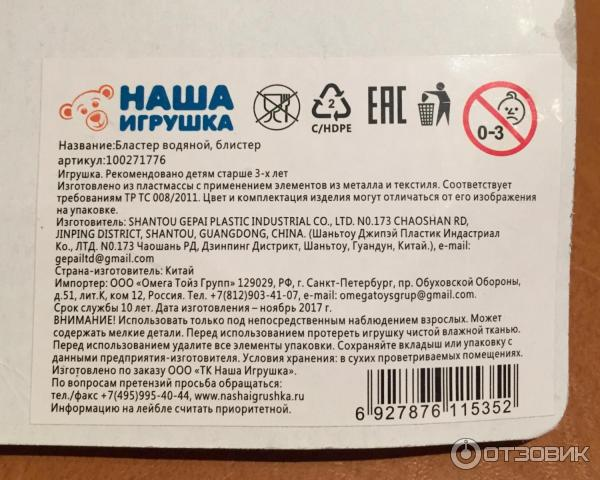 НАША
ИГРУШКА
2
C/HDPE
EAC
0-3
Название:Бластер водяной, блистер
артикул:100271776
Игрушка. Рекомендовано детям старше 3-х лет
Изготовлено из пластмассы с применением элементов из металла и текстиля. Соответствует
требованиям ТР ТС 008/2011. Цвет и комплектация изделия могут отличаться от его изображения
на упаковке.
Изготовитель: SHANTOU GEPAI PLASTIC INDUSTRIAL CO., LTD. N0.173 CHAOSHAN RD,
JINPING DISTRICT, SHANTOU, GUANGDONG, CHINA. (Шаньтоу Джипэй Пластик Индастриал
Ко., ЛТД. N0.173 Чаошань РД, Дзинпинг Дистрикт, Шаньтоу, Гуандун, Китай.), e-mail:
gepailtd@gmail.com
Страна-изготовитель: Китай
Импортер: ООО «Омега Тойз Групп» 129029, РФ, г. Санкт-Петербург, пр. Обуховской Обороны,
д.51, лит.К, ком 12, Россия. Тел. +7(812)903-41-07, e-mail: omegatoysgrup@gmail.com
Срок службы 10 лет. Дата изготовления – ноябрь 2017 г.
ВНИМАНИЕ! Использовать только под непосредственным наблюдением взрослых. Может
содержать мелкие детали. Перед использованием протереть игрушку чистой влажной тканью.
Перед использованием удалите все элементы упаковки. Сохраняйте вкладыш или упаковку с
данными предприятия-изготовителя. Условия хранения: в сухих проветриваемых помещениях.
Изготовлено по заказу ООО «ТК Наша Игрушка»
По вопросам претензий просьба обращаться:
тел./факс +7(495)995-40-44, www.nashaigrushka.ru
Информацию на лейбле считать приоритетной.
6 927876 115352
ОТЗОВИК